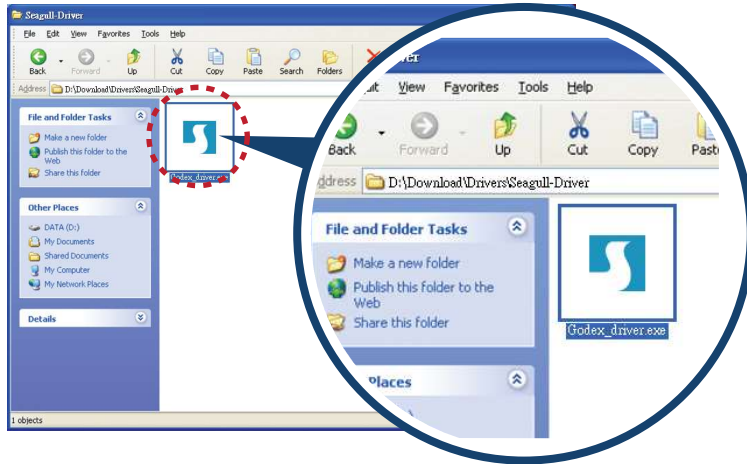 Seagull-Driver
File Edit View Favorites Tools Help
Back Forward Up Cut Copy Paste Search Folders
Address D:\Download\Drivers\Seagull-Driver
File and Folder Tasks
Make a new folder
Publish this folder to the
Web
Share this folder
Godex_driver.exe
Other Places
DATA (D:)
My Documents
Shared Documents
My Computer
My Network Places
Details
1 objects
View Favorites Tools Help
Back Forward Up Cut Copy Past
ddress D:\Download\Drivers\Seagull-Driver
File and Folder Tasks
Make a new folder
Publish this folder to the
Web
Share this folder
Godex_driver.exe
Places